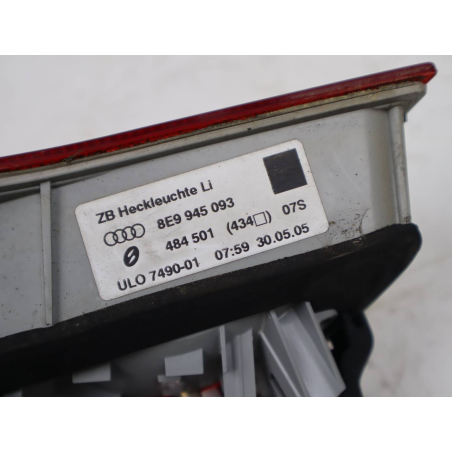 ZB Heckleuchte Li
8E9 945 093
484 501 (434□) 07S
ULO 7490-01 07:59 30.05.05